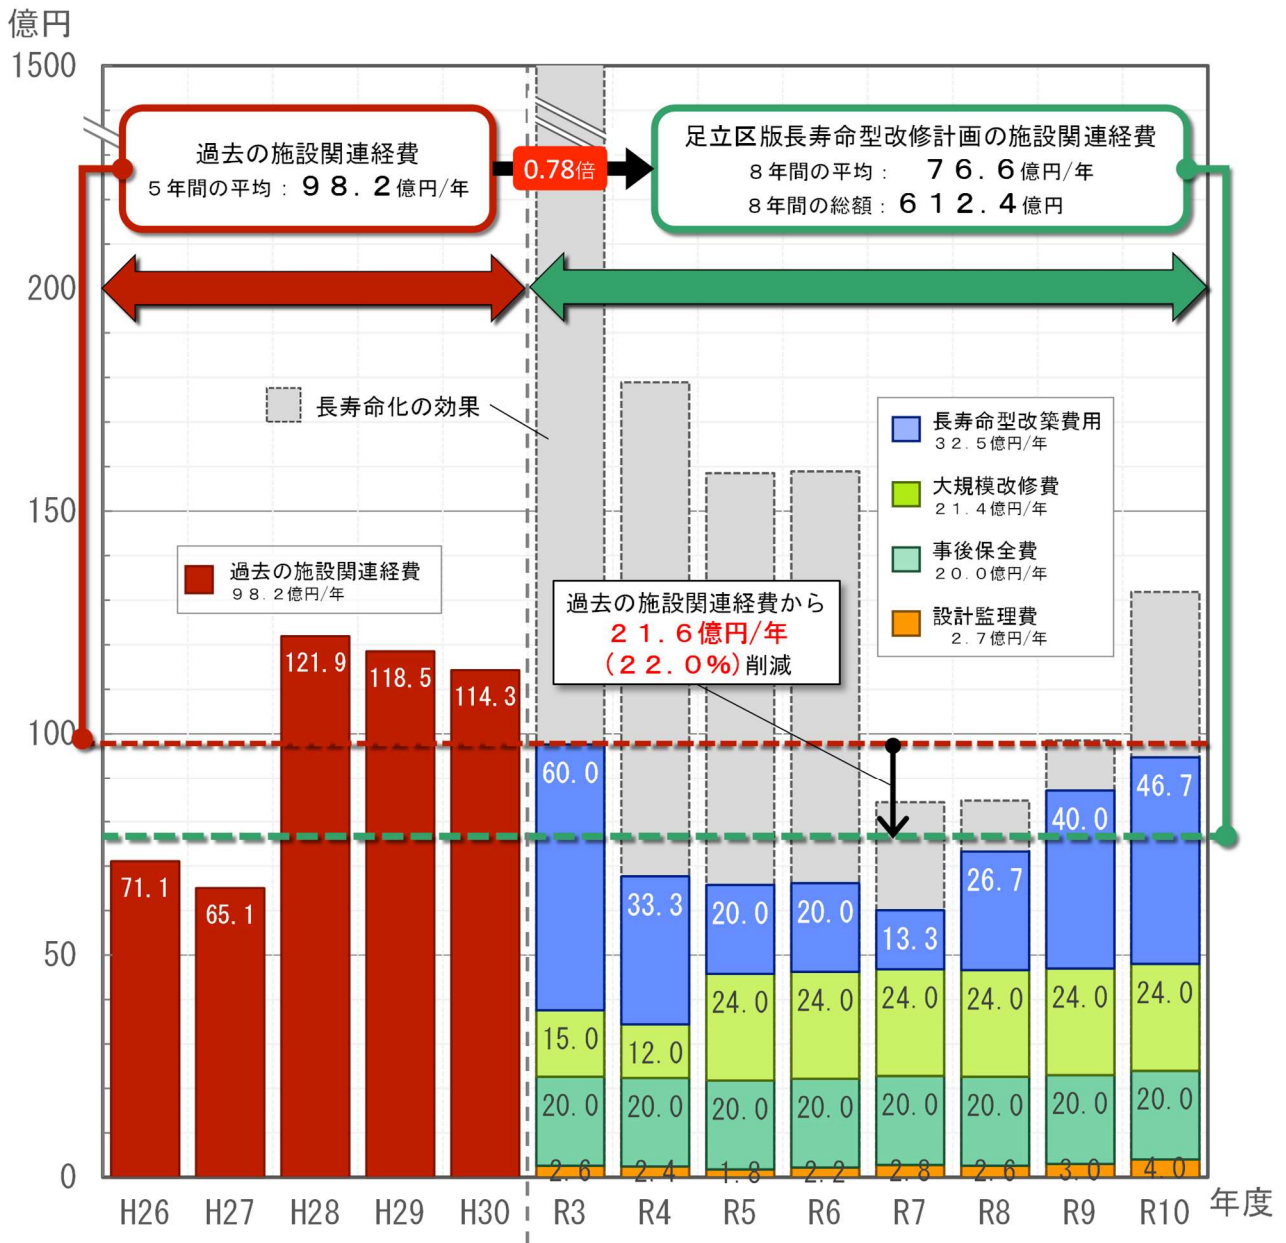 億円
1500
200
150
100
50
0
過去の施設関連経費
5年間の平均：98.2億円/年
0.78倍
足立区版長寿命型改修計画の施設関連経費
8年間の平均： 76.6億円/年
8年間の総額：612.4億円
長寿命化の効果
長寿命型改築費用
32.5億円/年
大規模改修費
21.4億円/年
事後保全費
20.0億円/年
設計監理費
2.7億円/年
過去の施設関連経費
98.2億円/年
過去の施設関連経費から
21.6億円/年
(22.0%)削減
71.1
65.1
121.9
118.5
114.3
60.0
15.0
20.0
2.6
33.3
12.0
20.0
2.4
20.0
24.0
20.0
1.8
20.0
24.0
20.0
2.2
13.3
24.0
20.0
2.8
26.7
24.0
20.0
2.6
40.0
24.0
20.0
3.0
46.7
24.0
20.0
4.0
H26 H27 H28 H29 H30 R3 R4 R5 R6 R7 R8 R9 R10 年度